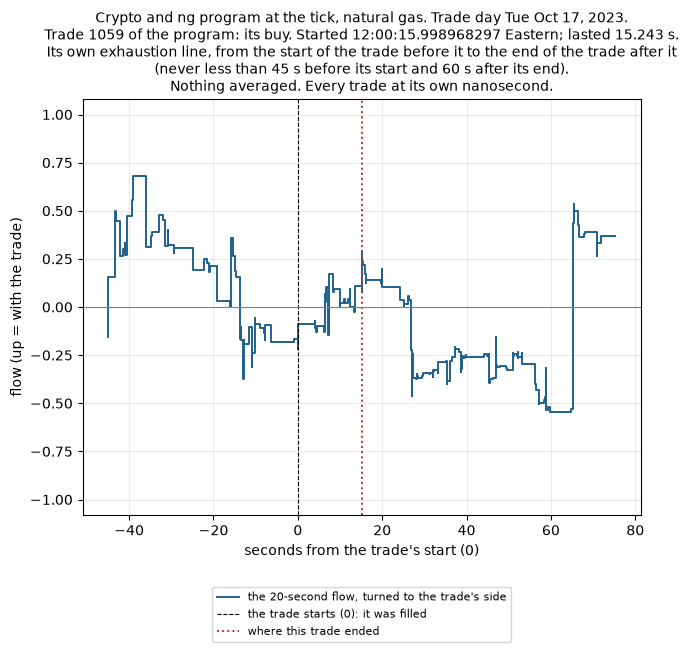 Crypto and ng program at the tick, natural gas. Trade day Tue Oct 17, 2023.
Trade 1059 of the program: its buy. Started 12:00:15.998968297 Eastern; lasted 15.243 s.
Its own exhaustion line, from the start of the trade before it to the end of the trade after it
(never less than 45 s before its start and 60 s after its end).
Nothing averaged. Every trade at its own nanosecond.
1.00
0.75
0.50
0.25
0.00
−0.25
−0.50
−0.75
−1.00
flow (up = with the trade)
−40
−20
0
20
40
60
80
seconds from the trade's start (0)
the 20-second flow, turned to the trade's side
the trade starts (0): it was filled
where this trade ended